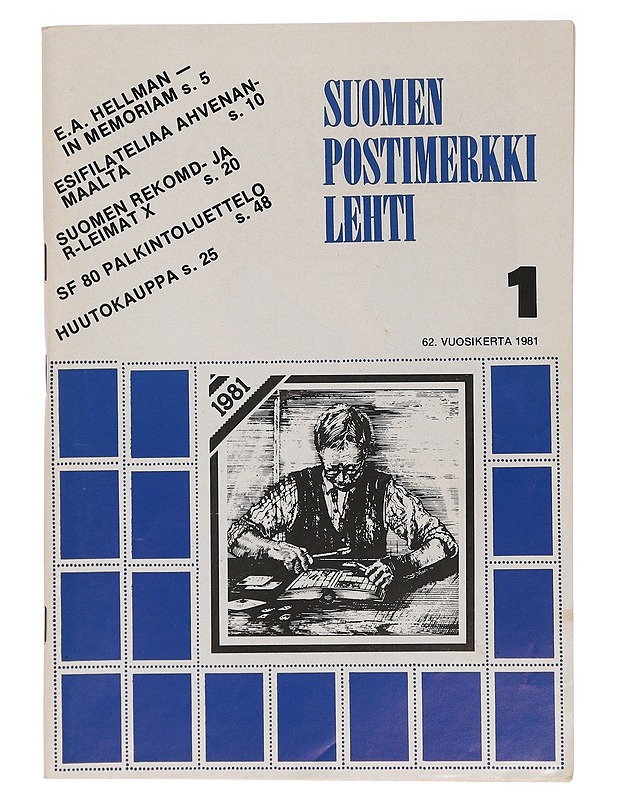 E.A. HELLMAN —
IN MEMORIAM s. 5
ESIFILATELIAA AHVENAN-
MAALTA s. 10
SUOMEN REKOMD- JA
R-LEIMAT X s. 20
SF 80 PALKINTOLUETTELO
s. 48
HUUTOKAUPPA s. 25
SUOMEN
POSTIMERKKI
LEHTI
1
62. VUOSIKERTA 1981
1981